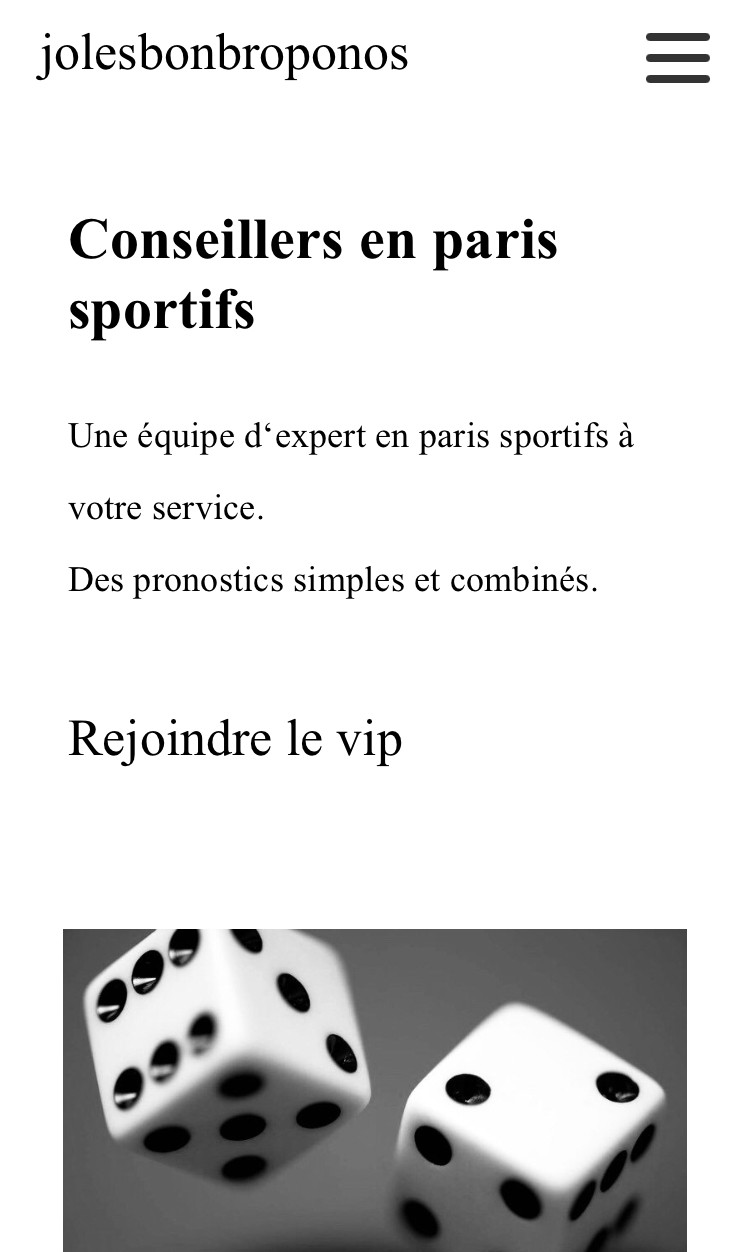 jolesbonbroponos
Conseillers en paris
sportifs
Une équipe d‘expert en paris sportifs à
votre service.
Des pronostics simples et combinés.
Rejoindre le vip